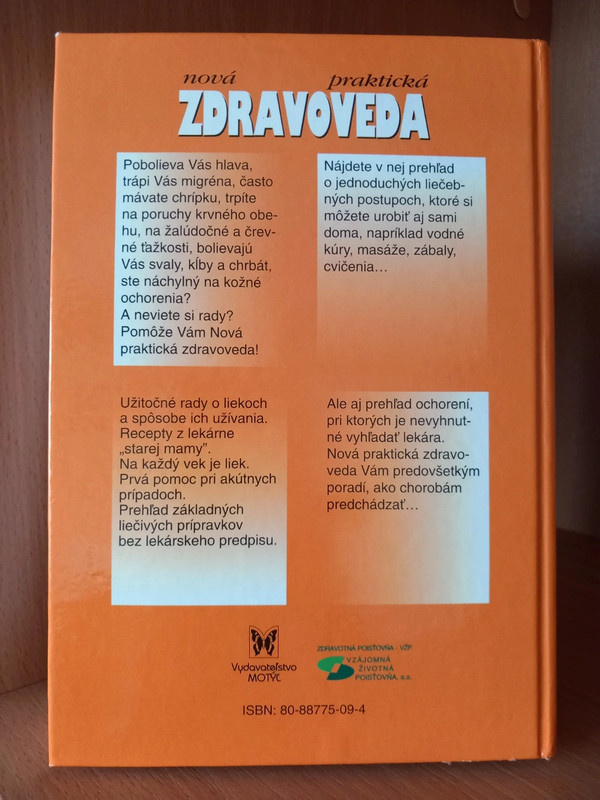 nová praktická
ZDRAVOVEDA
Pobolieva Vás hlava,
trápi Vás migréna, často
mávate chrípku, trpíte
na poruchy krvného obe-
hu, na žalúdočné a črev-
né ťažkosti, bolievajú
Vás svaly, kĺby a chrbát,
ste náchylný na kožné
ochorenia?
A neviete si rady?
Pomôže Vám Nová
praktická zdravoveda!
Nájdete v nej prehľad
o jednoduchých liečeb-
ných postupoch, ktoré si
môžete urobiť aj sami
doma, napríklad vodné
kúry, masáže, zábaly,
cvičenia...
Užitočné rady o liekoch
a spôsobe ich užívania.
Recepty z lekárne
„starej mamy”.
Na každý vek je liek.
Prvá pomoc pri akútnych
prípadoch.
Prehľad základných
liečivých prípravkov
bez lekárskeho predpisu.
Ale aj prehľad ochorení,
pri ktorých je nevyhnut-
né vyhľadať lekára.
Nová praktická zdravo-
veda Vám predovšetkým
poradí, ako chorobám
predchádzať...
Vydavateľstvo
MOTÝĽ
ZDRAVOTNÁ POISŤOVŇA - VŽP
VZÁJOMNÁ
ŽIVOTNÁ
POISŤOVŇA, a.s.
ISBN: 80-88775-09-4